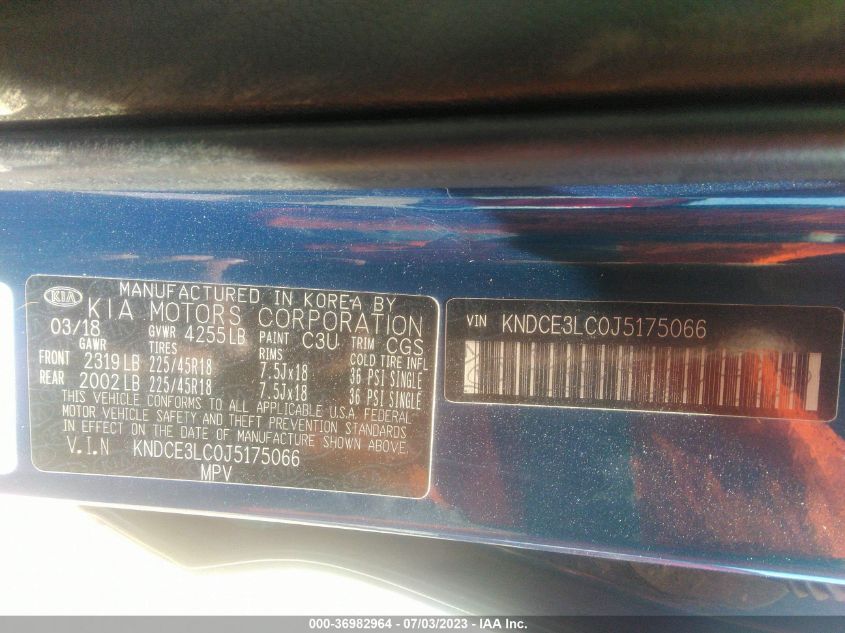 KIA
MANUFACTURED IN KOREA BY
KIA MOTORS CORPORATION
03/18 GVWR 4255LB PAINT C3U TRIM CGS
GAWR TIRES RIMS COLD TIRE INFL
FRONT 2319LB 225/45R18 7.5Jx18 36 PSI SINGLE
REAR 2002LB 225/45R18 7.5Jx18 36 PSI SINGLE
THIS VEHICLE CONFORMS TO ALL APPLICABLE U.S.A. FEDERAL
MOTOR VEHICLE SAFETY AND THEFT PREVENTION STANDARDS
IN EFFECT ON THE DATE OF MANUFACTURE SHOWN ABOVE.
V.I.N KNDCE3LC0J5175066
MPV
VIN KNDCE3LC0J5175066
000-36982964 - 07/03/2023 - IAA Inc.